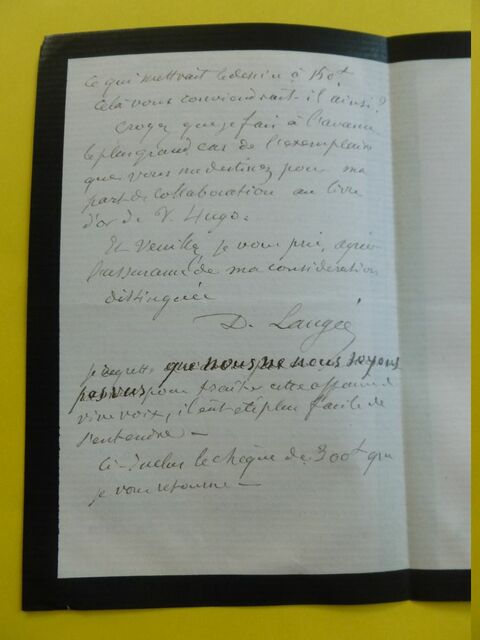 ce qui mettrait le dessin à 150f
Celà vous conviendrait-il ainsi ?
Croyez que je fais à l'avance
le plus grand cas de l'exemplaire
que vous me destinez pour ma
part de collaboration au livre
d'or de V. Hugo.
Et Veuillez je vous prie, agréer
l'assurance de ma considération
distinguée
D. Laugée
je regrette que nous ne nous soyons
pas vus pour traiter cette affaire de
vive voix, il eût été plus facile de
s'entendre —
Ci-Inclus le chèque de 300f que
je vous retourne —